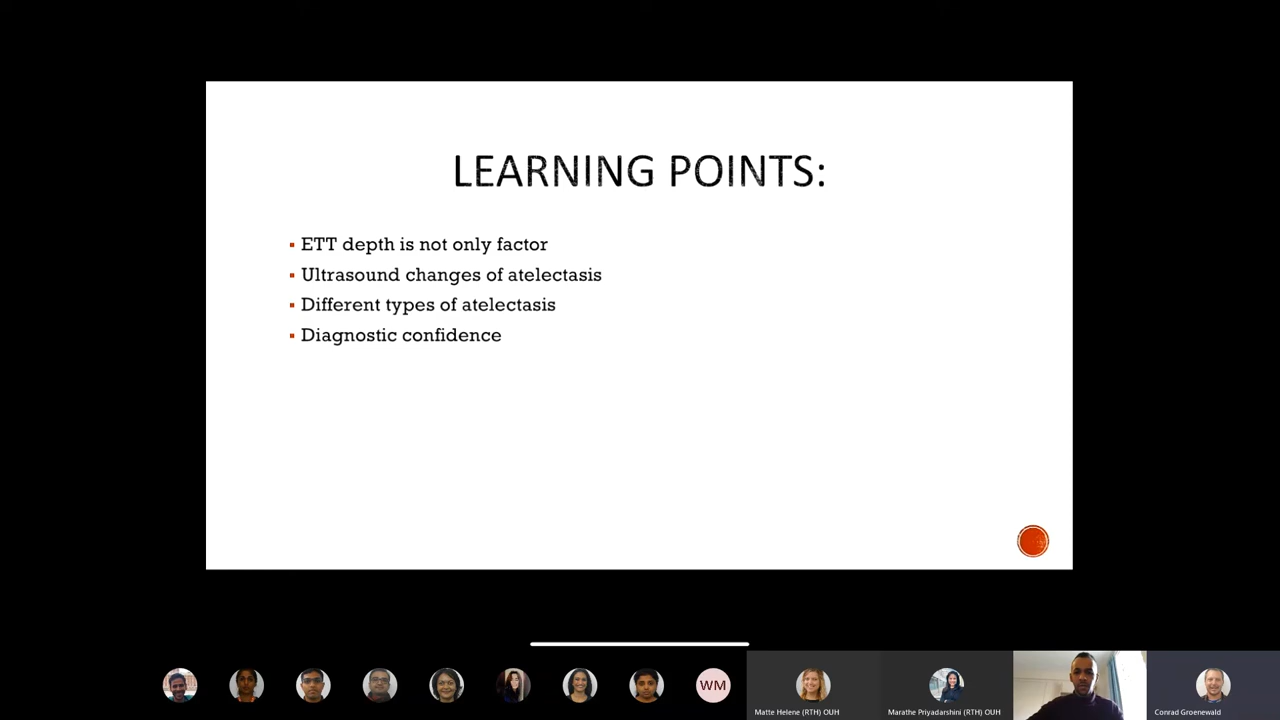 LEARNING POINTS:
ETT depth is not only factor
Ultrasound changes of atelectasis
Different types of atelectasis
Diagnostic confidence
WM
Matte Helene (RTH) OUH
Marathe Priyadarshini (RTH) OUH
Conrad Groenewald